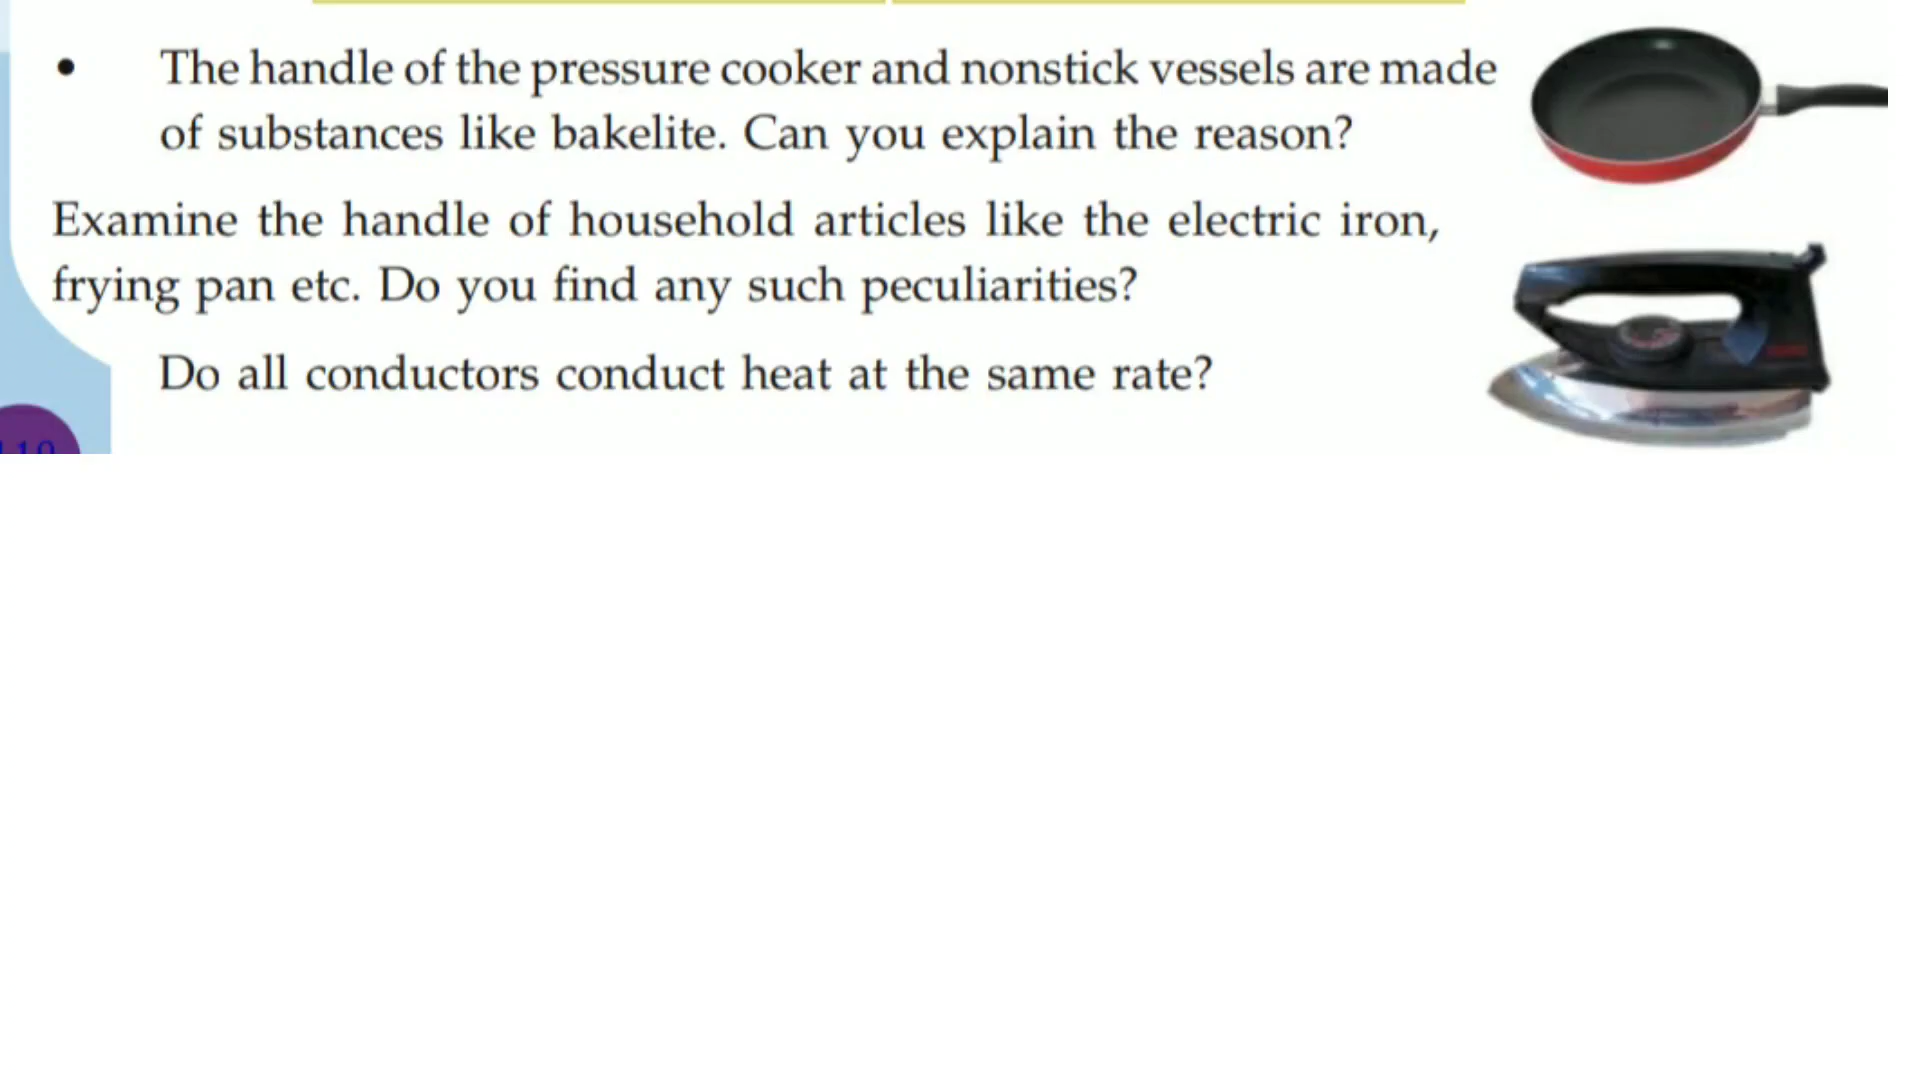 • The handle of the pressure cooker and nonstick vessels are made
of substances like bakelite. Can you explain the reason?
Examine the handle of household articles like the electric iron,
frying pan etc. Do you find any such peculiarities?
Do all conductors conduct heat at the same rate?